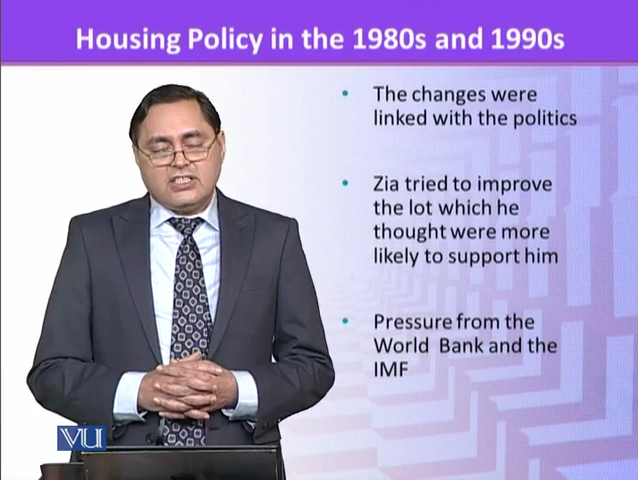 Housing Policy in the 1980s and 1990s
• The changes were
linked with the politics
• Zia tried to improve
the lot which he
thought were more
likely to support him
• Pressure from the
World Bank and the
IMF
VU